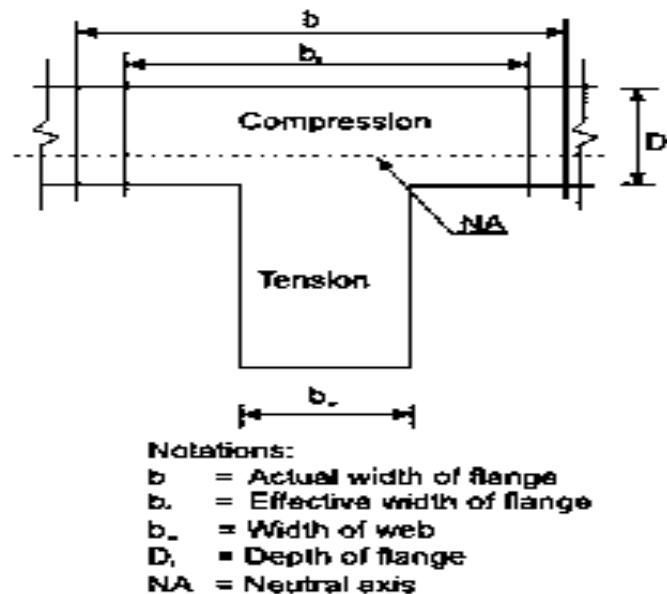 b
b
Compression
D
NA
Tension
b
Notations:
b = Actual width of flange
b = Effective width of flange
b = Width of web
D = Depth of flange
NA = Neutral axis